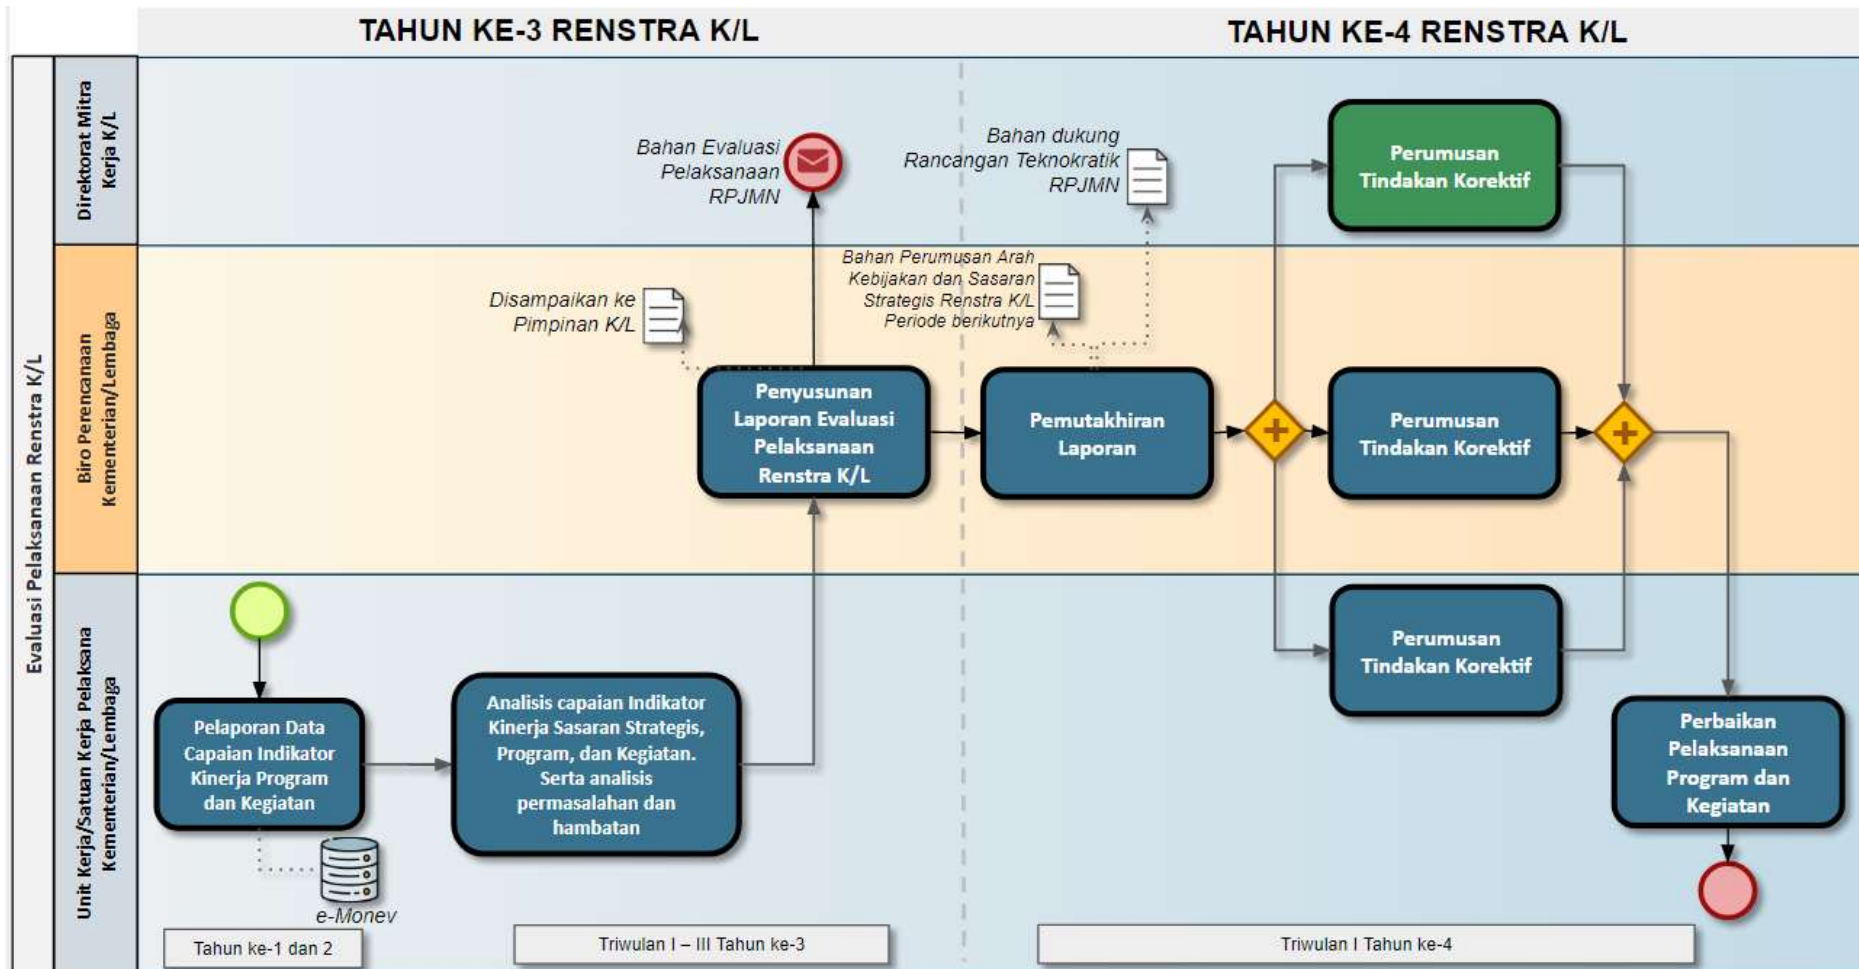 TAHUN KE-3 RENSTRA K/L
TAHUN KE-4 RENSTRA K/L
Evaluasi Pelaksanaan Renstra K/L
Direktorat Mitra
Kerja K/L
Bahan Evaluasi
Pelaksanaan
RPJMN
Bahan dukung
Rancangan Teknokratik
RPJMN
Perumusan
Tindakan Korektif
Biro Perencanaan
Kementerian/Lembaga
Disampaikan ke
Pimpinan K/L
Bahan Perumusan Arah
Kebijakan dan Sasaran
Strategis Renstra K/L
Periode berikutnya
Penyusunan
Laporan Evaluasi
Pelaksanaan
Renstra K/L
Pemutakhiran
Laporan
Perumusan
Tindakan Korektif
Unit Kerja/Satuan Kerja Pelaksana
Kementerian/Lembaga
Pelaporan Data
Capaian Indikator
Kinerja Program
dan Kegiatan
e-Monev
Analisis capaian Indikator
Kinerja Sasaran Strategis,
Program, dan Kegiatan.
Serta analisis
permasalahan dan
hambatan
Perumusan
Tindakan Korektif
Perbaikan
Pelaksanaan
Program dan
Kegiatan
Tahun ke-1 dan 2
Triwulan I – III Tahun ke-3
Triwulan I Tahun ke-4